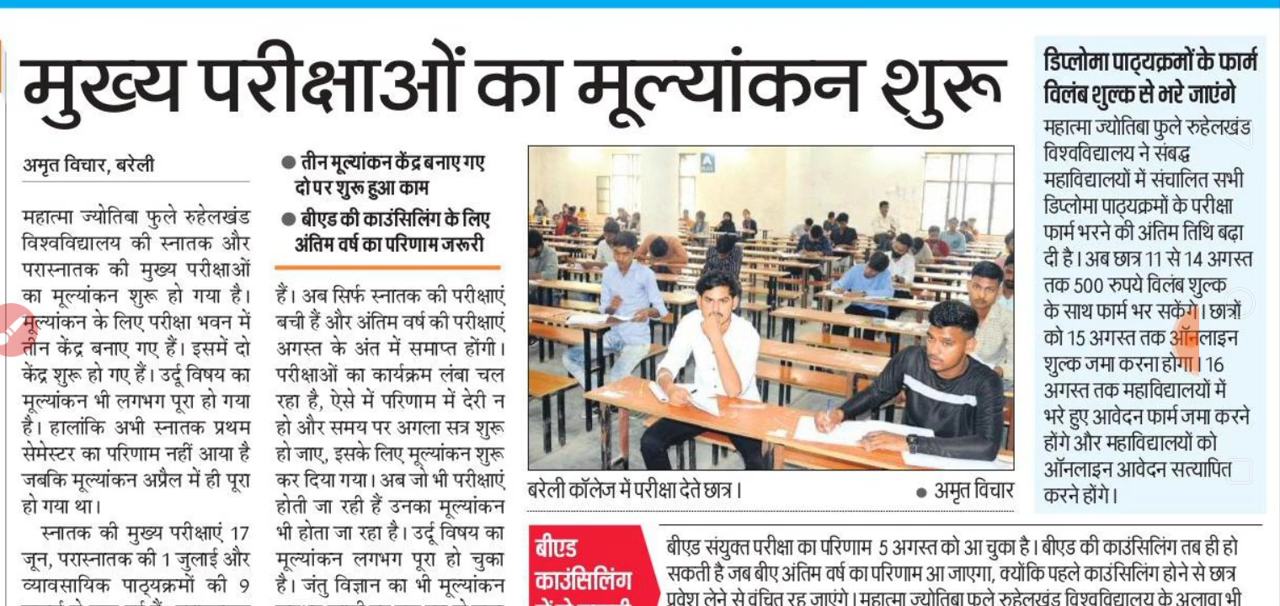 मुख्य परीक्षाओं का मूल्यांकन शुरू
अमृत विचार, बरेली
● तीन मूल्यांकन केंद्र बनाए गए
दो पर शुरू हुआ काम
● बीएड की काउंसिलिंग के लिए
अंतिम वर्ष का परिणाम जरूरी
महात्मा ज्योतिबा फुले रुहेलखंड
विश्वविद्यालय की स्नातक और
परास्नातक की मुख्य परीक्षाओं
का मूल्यांकन शुरू हो गया है।
मूल्यांकन के लिए परीक्षा भवन में
तीन केंद्र बनाए गए हैं। इसमें दो
केंद्र शुरू हो गए हैं। उर्दू विषय का
मूल्यांकन भी लगभग पूरा हो गया
है। हालांकि अभी स्नातक प्रथम
सेमेस्टर का परिणाम नहीं आया है
जबकि मूल्यांकन अप्रैल में ही पूरा
हो गया था।
स्नातक की मुख्य परीक्षाएं 17
जून, परास्नातक की 1 जुलाई और
व्यावसायिक पाठ्यक्रमों की 9
हैं। अब सिर्फ स्नातक की परीक्षाएं
बची हैं और अंतिम वर्ष की परीक्षाएं
अगस्त के अंत में समाप्त होंगी।
परीक्षाओं का कार्यक्रम लंबा चल
रहा है, ऐसे में परिणाम में देरी न
हो और समय पर अगला सत्र शुरू
हो जाए, इसके लिए मूल्यांकन शुरू
कर दिया गया। अब जो भी परीक्षाएं
होती जा रही हैं उनका मूल्यांकन
भी होता जा रहा है। उर्दू विषय का
मूल्यांकन लगभग पूरा हो चुका
है। जंतु विज्ञान का भी मूल्यांकन
A
बरेली कॉलेज में परीक्षा देते छात्र।
● अमृत विचार
डिप्लोमा पाठ्यक्रमों के फार्म
विलंब शुल्क से भरे जाएंगे
महात्मा ज्योतिबा फुले रुहेलखंड
विश्वविद्यालय ने संबद्ध
महाविद्यालयों में संचालित सभी
डिप्लोमा पाठ्यक्रमों के परीक्षा
फार्म भरने की अंतिम तिथि बढ़ा
दी है। अब छात्र 11 से 14 अगस्त
तक 500 रुपये विलंब शुल्क
के साथ फार्म भर सकेंगे। छात्रों
को 15 अगस्त तक ऑनलाइन
शुल्क जमा करना होगा। 16
अगस्त तक महाविद्यालयों में
भरे हुए आवेदन फार्म जमा करने
होंगे और महाविद्यालयों को
ऑनलाइन आवेदन सत्यापित
करने होंगे।
बीएड
काउंसिलिंग
बीएड संयुक्त परीक्षा का परिणाम 5 अगस्त को आ चुका है। बीएड की काउंसिलिंग तब ही हो
सकती है जब बीए अंतिम वर्ष का परिणाम आ जाएगा, क्योंकि पहले काउंसिलिंग होने से छात्र
प्रवेश लेने से वंचित रह जाएंगे। महात्मा ज्योतिबा फुले रुहेलखंड विश्वविद्यालय के अलावा भी